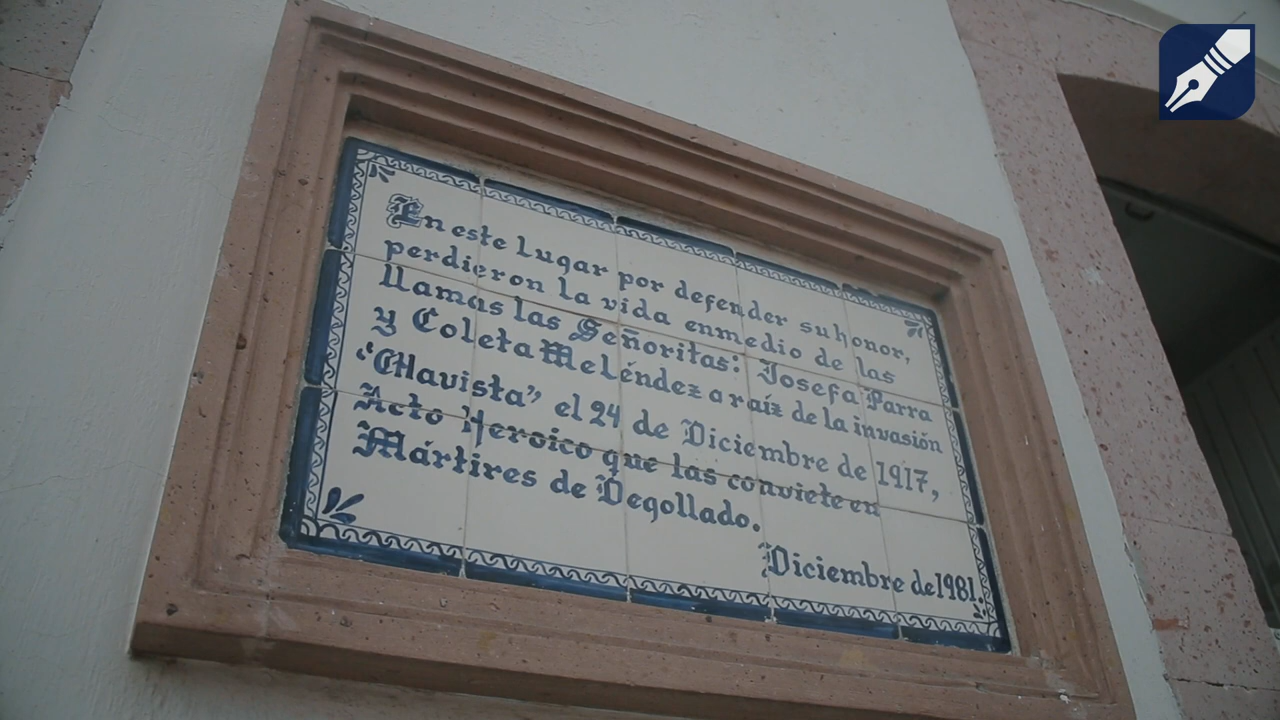 En este Lugar por defender su honor,
perdieron la vida enmedio de las
llamas las Señoritas: Josefa Parra
y Coleta Meléndez a raíz de la invasión
"Chavista" el 24 de Diciembre de 1917,
Acto Heroico que las conviete en
Mártires de Degollado.
Diciembre de 1981.